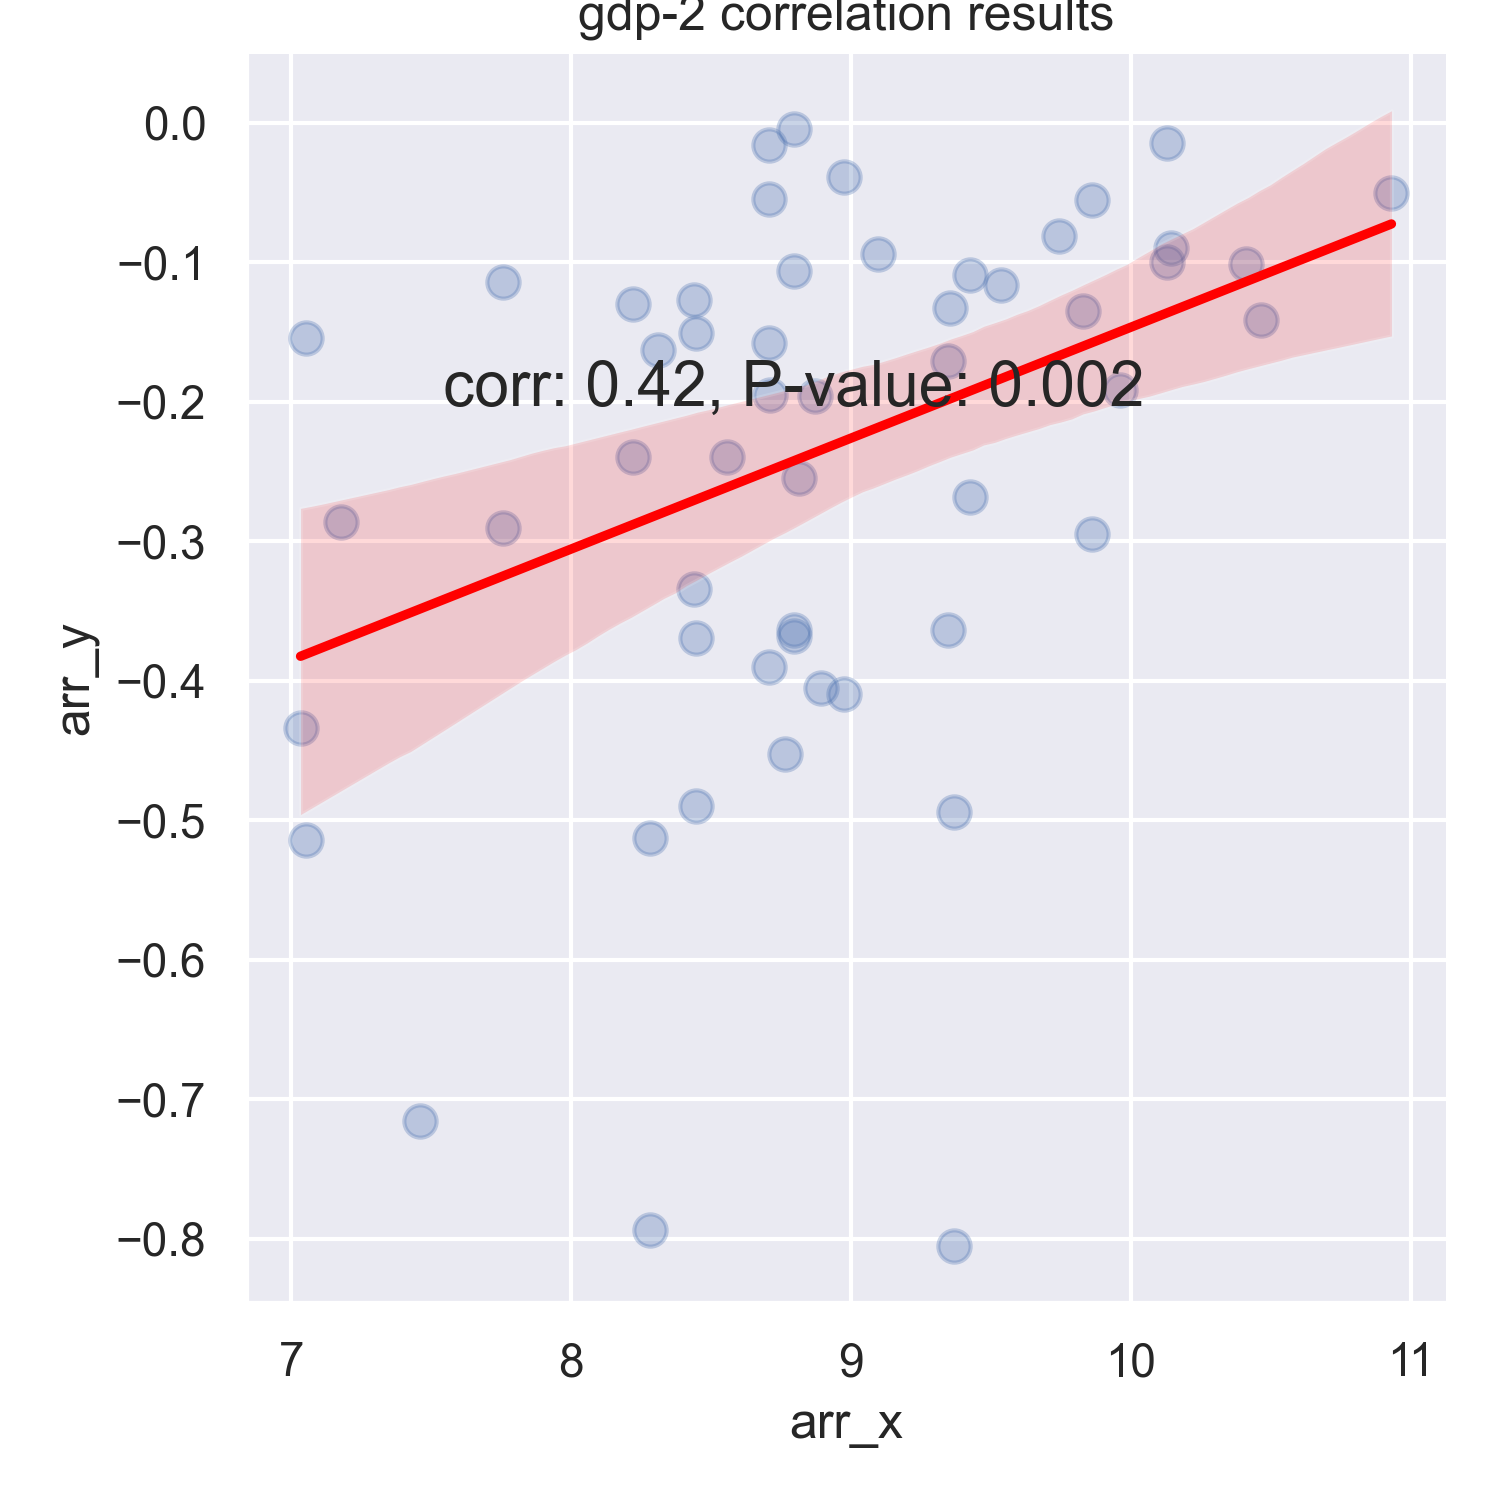 gdp-2 correlation results
0.0
−0.1
−0.2
−0.3
−0.4
−0.5
−0.6
−0.7
−0.8
corr: 0.42, P-value: 0.002
arr_y
7 8 9 10 11
arr_x